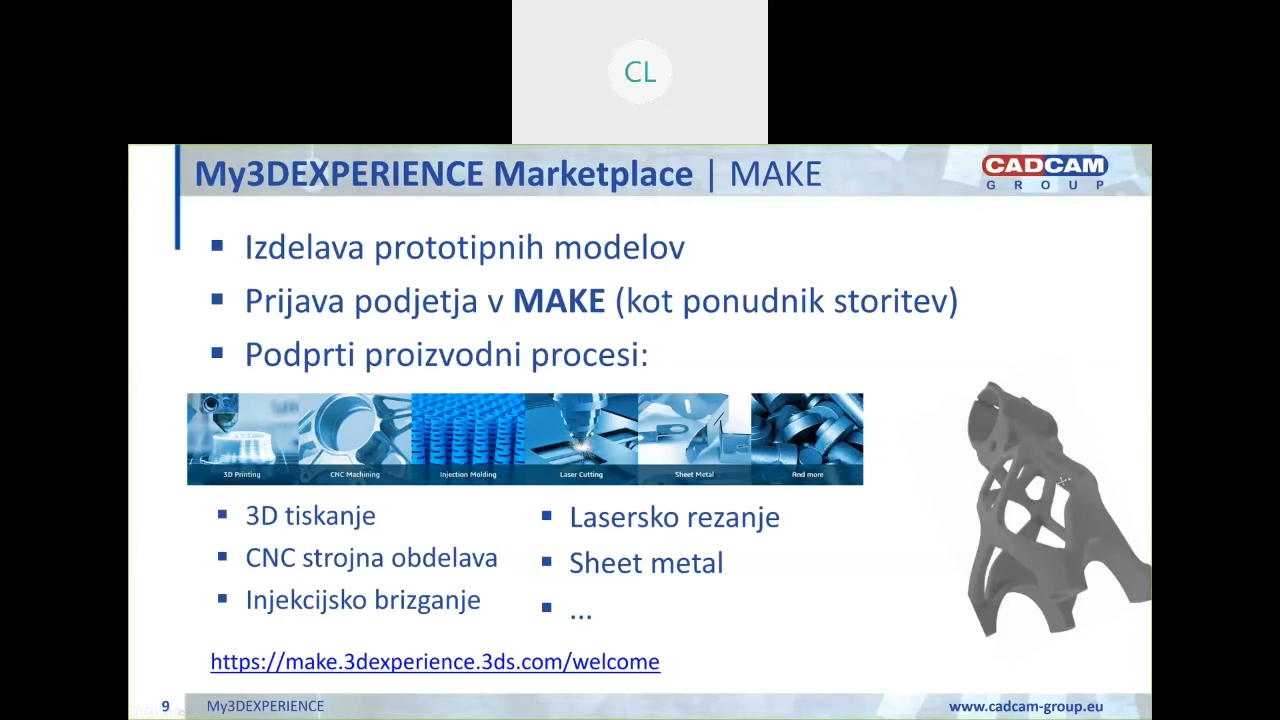 CL
My3DEXPERIENCE Marketplace | MAKE
CADCAM
GROUP
▪ Izdelava prototipnih modelov
▪ Prijava podjetja v MAKE (kot ponudnik storitev)
▪ Podprti proizvodni procesi:
3D Printing
CNC Machining
Injection Molding
Laser Cutting
Sheet Metal
And more
▪ 3D tiskanje
▪ CNC strojna obdelava
▪ Injekcijsko brizganje
▪ Lasersko rezanje
▪ Sheet metal
▪ ...
https://make.3dexperience.3ds.com/welcome
9
My3DEXPERIENCE
www.cadcam-group.eu